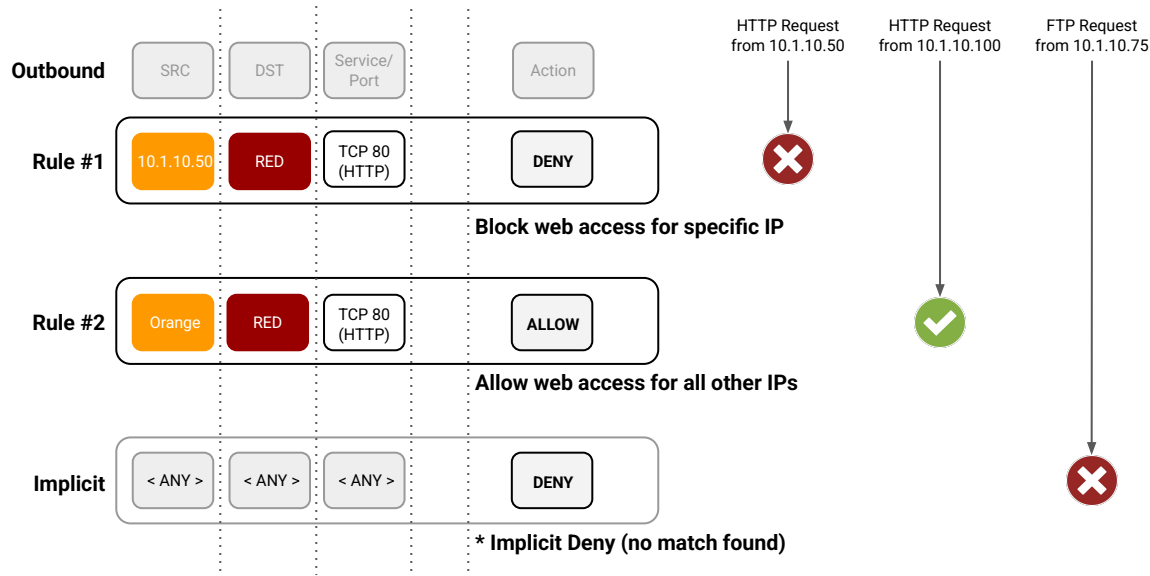 HTTP Request
from 10.1.10.50
HTTP Request
from 10.1.10.100
FTP Request
from 10.1.10.75
Outbound
SRC
DST
Service/
Port
Action
Rule #1
10.1.10.50
RED
TCP 80
(HTTP)
DENY
Block web access for specific IP
Rule #2
Orange
RED
TCP 80
(HTTP)
ALLOW
Allow web access for all other IPs
Implicit
< ANY >
< ANY >
< ANY >
DENY
* Implicit Deny (no match found)